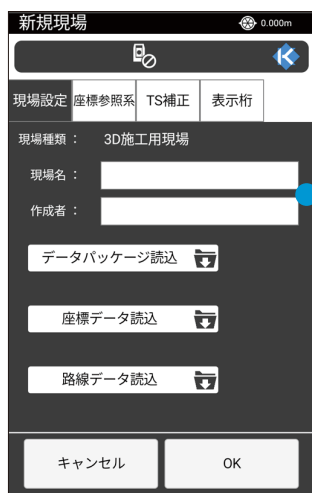 新規現場 0.000m
現場設定 座標参照系 TS補正 表示桁
現場種類 : 3D施工用現場
現場名 :
作成者 :
データパッケージ読込
座標データ読込
路線データ読込
キャンセル OK